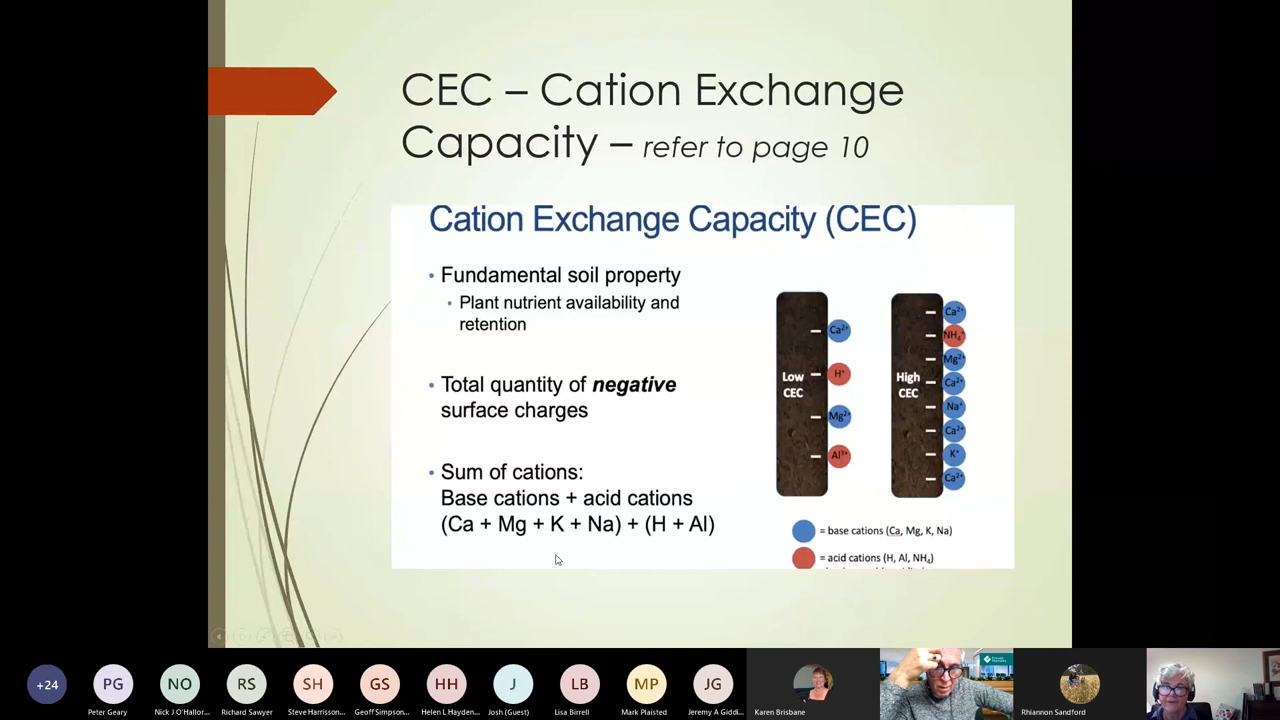 CEC – Cation Exchange
Capacity – refer to page 10
Cation Exchange Capacity (CEC)
• Fundamental soil property
• Plant nutrient availability and
retention
• Total quantity of negative
surface charges
• Sum of cations:
Base cations + acid cations
(Ca + Mg + K + Na) + (H + Al)
Low
CEC
Ca²⁺
H⁺
Mg²⁺
Al³⁺
High
CEC
Ca²⁺
NH₄⁺
Mg²⁺
Ca²⁺
Na⁺
Ca²⁺
K⁺
Ca²⁺
= base cations (Ca, Mg, K, Na)
= acid cations (H, Al, NH₄)
+24
PG
NO
RS
SH
GS
HH
J
LB
MP
JG
Peter Geary
Nick J O'Hallor...
Richard Sawyer
Steve Harrisson...
Geoff Simpson...
Helen L Hayden...
Josh (Guest)
Lisa Birrell
Mark Plaisted
Jeremy A Giddi...
Karen Brisbane
Rhiannon Sandford